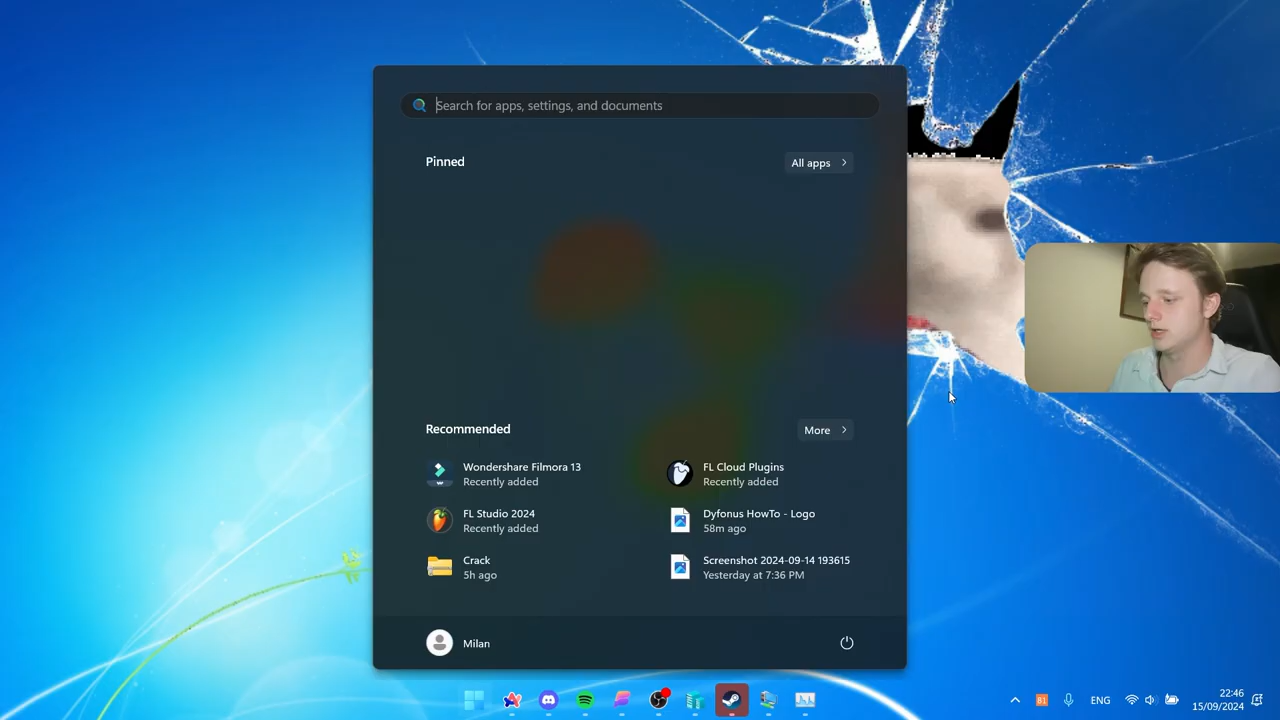 Search for apps, settings, and documents
Pinned
All apps
Recommended
More
Wondershare Filmora 13
Recently added
FL Cloud Plugins
Recently added
FL Studio 2024
Recently added
Dyfonus HowTo - Logo
58m ago
Crack
5h ago
Screenshot 2024-09-14 193615
Yesterday at 7:36 PM
Milan
81
ENG
22:46
15/09/2024